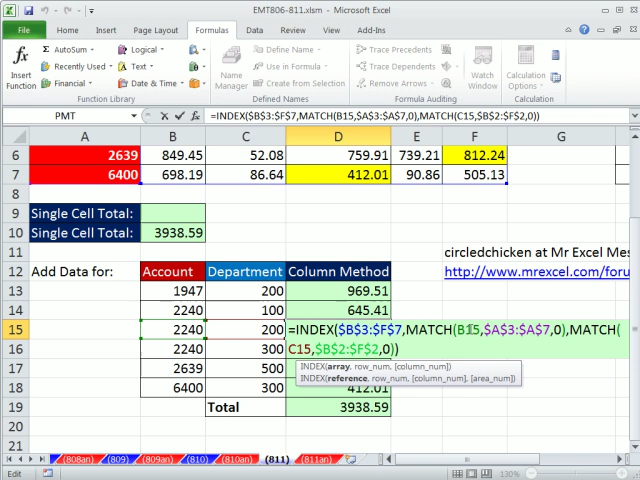 EMT806-811.xlsm - Microsoft Excel
File Home Insert Page Layout Formulas Data Review View Add-Ins
Insert Function
AutoSum
Recently Used
Financial
Logical
Text
Date & Time
Function Library
Name Manager
Define Name
Use in Formula
Create from Selection
Defined Names
Trace Precedents
Trace Dependents
Remove Arrows
Formula Auditing
Watch Window
Calculation Options
Calculation
PMT =INDEX($B$3:$F$7,MATCH(B15,$A$3:$A$7,0),MATCH(C15,$B$2:$F$2,0))
A B C D E F G
6 2639 849.45 52.08 759.91 739.21 812.24
7 6400 698.19 86.64 412.01 90.86 505.13
8
9 Single Cell Total:
10 Single Cell Total: 3938.59
11 circledchicken at Mr Excel Mes
12 Add Data for: Account Department Column Method http://www.mrexcel.com/foru
13 1947 200 969.51
14 2240 100 645.41
15 2240 200 =INDEX($B$3:$F$7,MATCH(B15,$A$3:$A$7,0),MATCH(
16 2240 300 C15,$B$2:$F$2,0))
17 2639 500
INDEX(array, row_num, [column_num])
INDEX(reference, row_num, [column_num], [area_num])
18 6400 300 412.01
19 Total 3938.59
20
21
(808an) (809) (809an) (810) (810an) (811) (811an)
Edit 130%